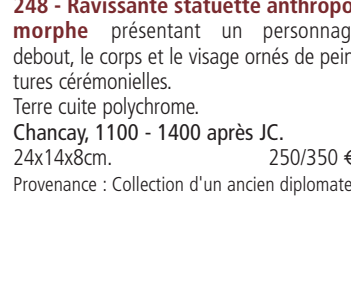 248 - Ravissante statuette anthropo
morphe présentant un personnag
debout, le corps et le visage ornés de pein
tures cérémonielles.
Terre cuite polychrome.
Chancay, 1100 - 1400 après JC.
24x14x8cm. 250/350 €
Provenance : Collection d'un ancien diplomate